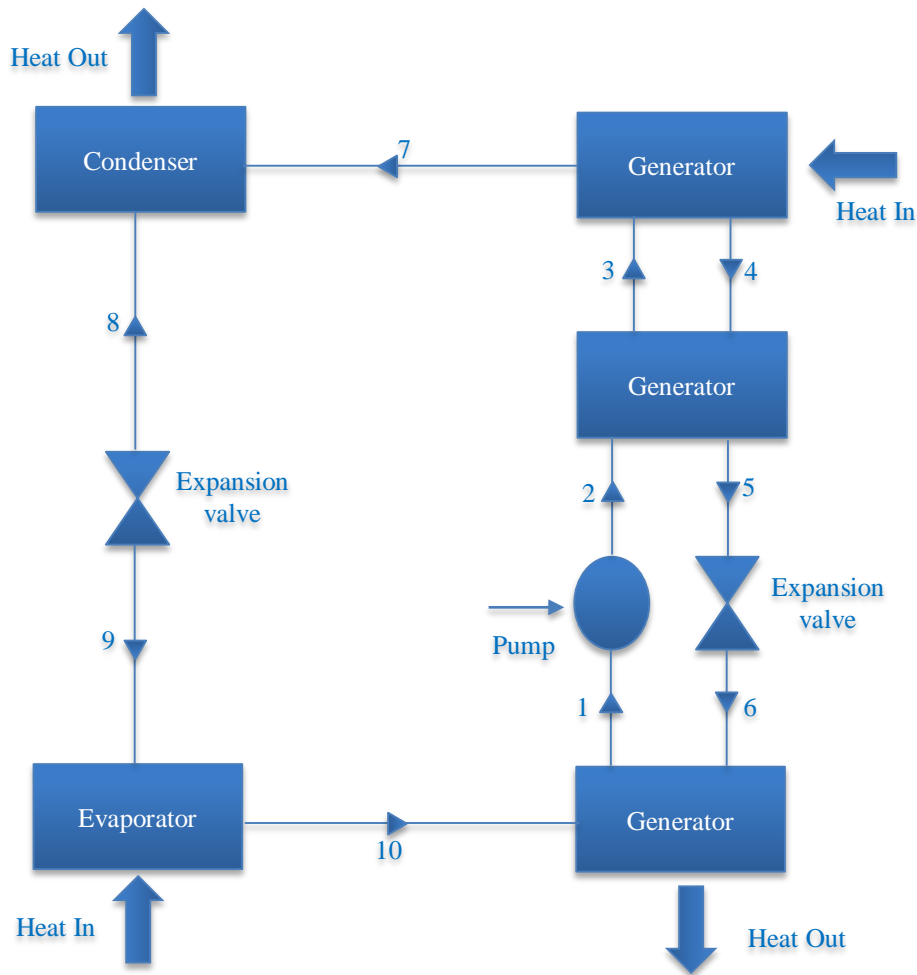 Heat Out
Condenser
7
Generator
Heat In
3
4
8
Generator
Expansion
valve
2
5
Expansion
valve
Pump
9
1
6
Evaporator
Generator
10
Heat In
Heat Out